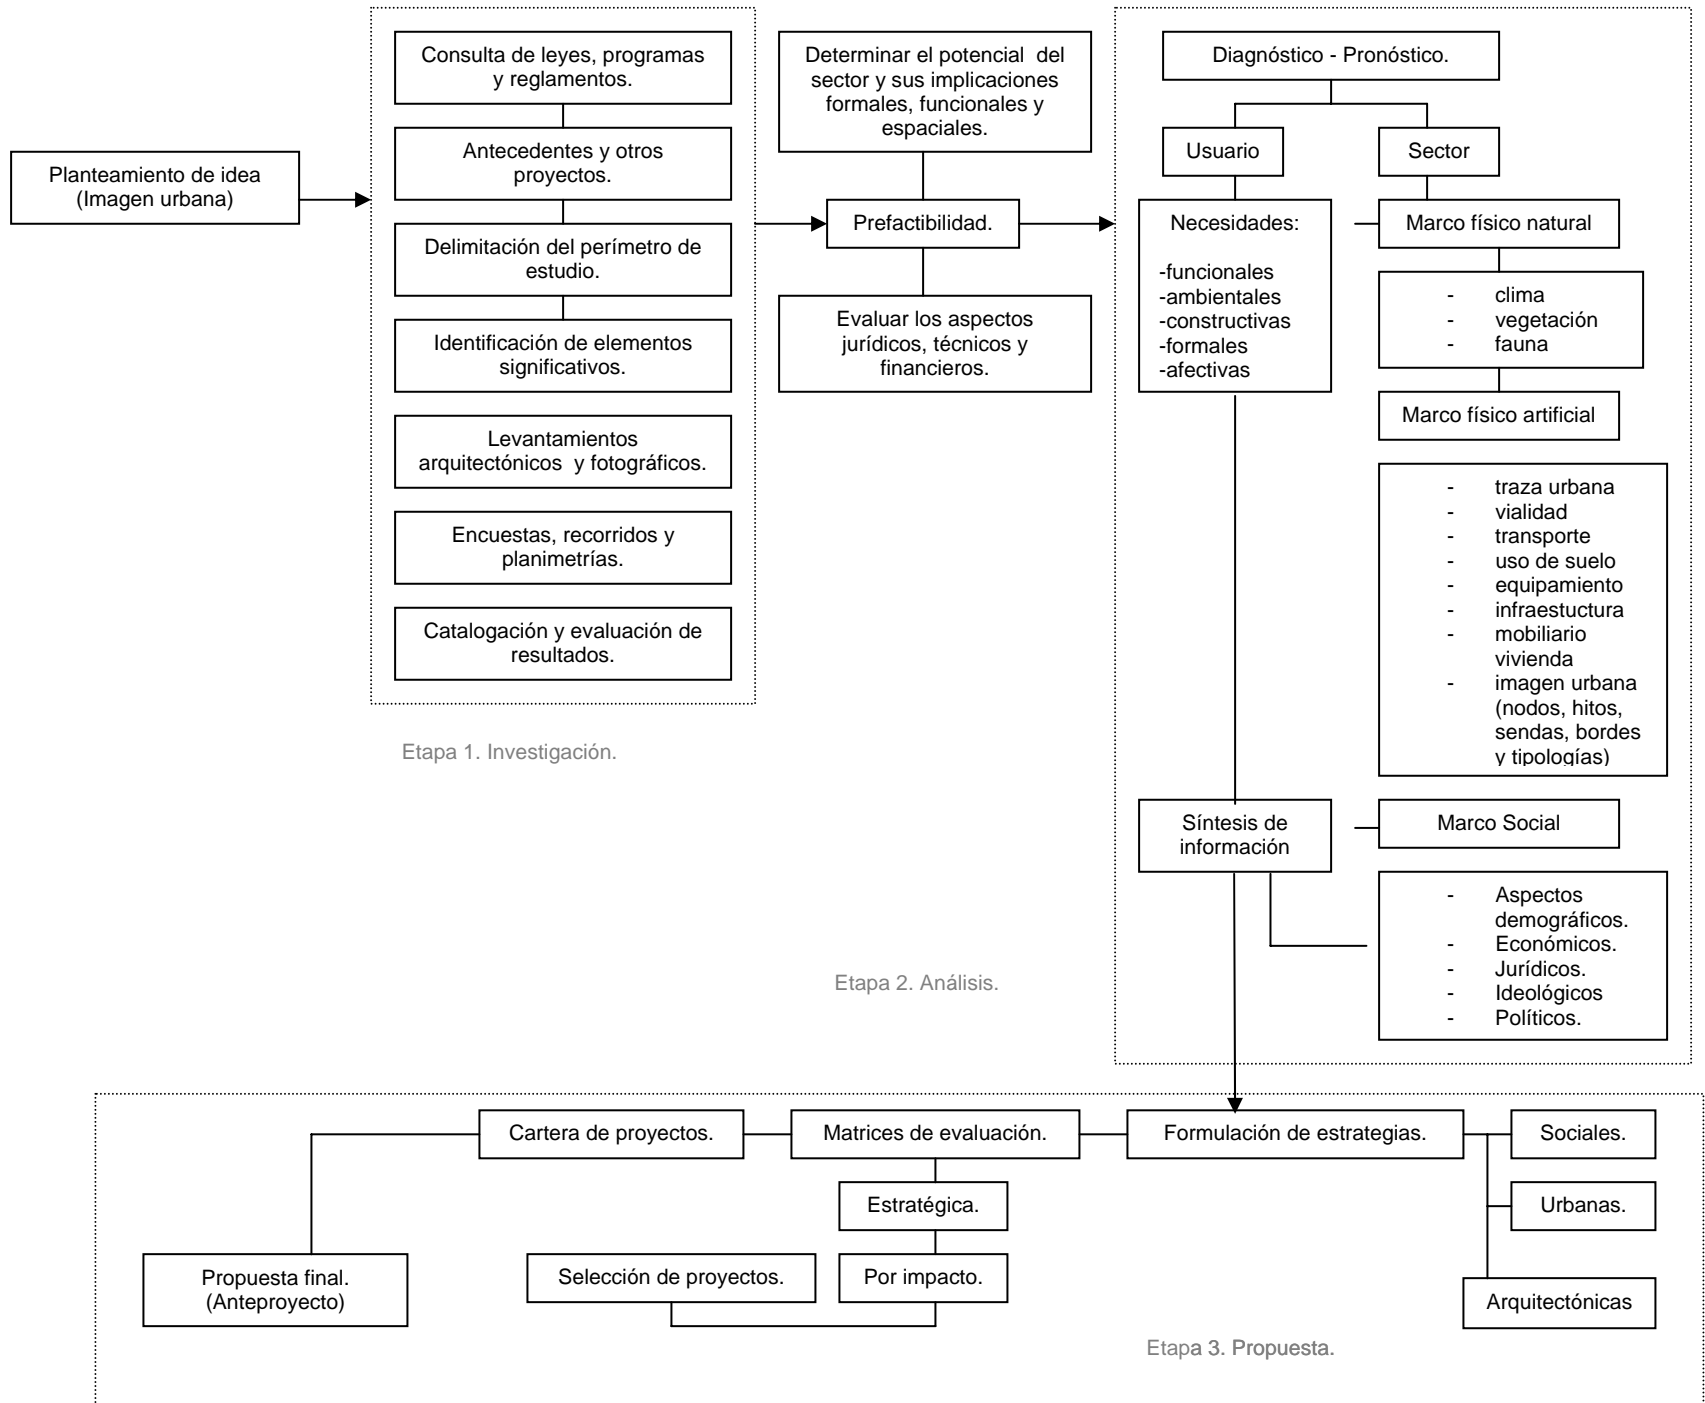 Planteamiento de idea
(Imagen urbana)
Consulta de leyes, programas
y reglamentos.
Antecedentes y otros
proyectos.
Delimitación del perímetro de
estudio.
Identificación de elementos
significativos.
Levantamientos
arquitectónicos  y fotográficos.
Encuestas, recorridos y
planimetrías.
Catalogación y evaluación de
resultados.
Etapa 1. Investigación.
Determinar el potencial  del
sector y sus implicaciones
formales, funcionales y
espaciales.
Prefactibilidad.
Evaluar los aspectos
jurídicos, técnicos y
financieros.
Etapa 2. Análisis.
Diagnóstico - Pronóstico.
Usuario
Necesidades:
-funcionales
-ambientales
-constructivas
-formales
-afectivas
Síntesis de
información
Sector
Marco físico natural
- clima
- vegetación
- fauna
Marco físico artificial
- traza urbana
- vialidad
- transporte
- uso de suelo
- equipamiento
- infraestuctura
- mobiliario
vivienda
- imagen urbana
(nodos, hitos,
sendas, bordes
y tipologías)
Marco Social
- Aspectos
demográficos.
- Económicos.
- Jurídicos.
- Ideológicos
- Políticos.
Cartera de proyectos.
Matrices de evaluación.
Formulación de estrategias.
Sociales.
Estratégica.
Urbanas.
Propuesta final.
(Anteproyecto)
Selección de proyectos.
Por impacto.
Arquitectónicas
Etapa 3. Propuesta.